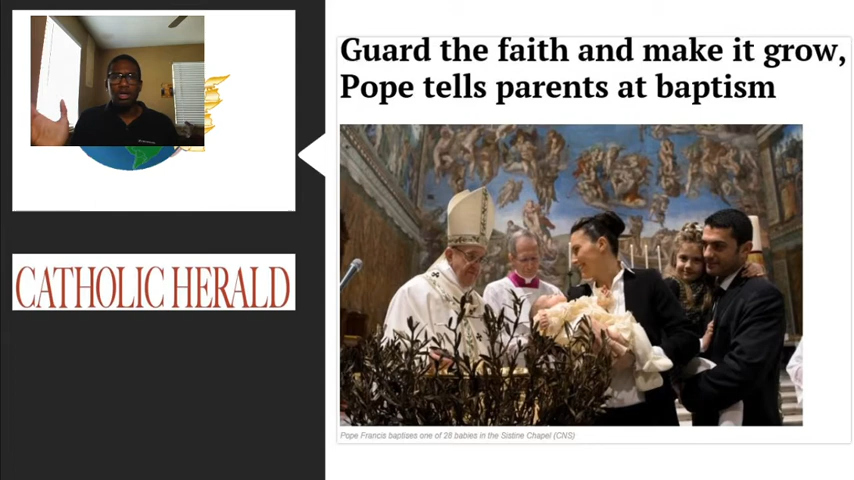 Guard the faith and make it grow,
Pope tells parents at baptism
CATHOLIC HERALD
Pope Francis baptises one of 28 babies in the Sistine Chapel (CNS)